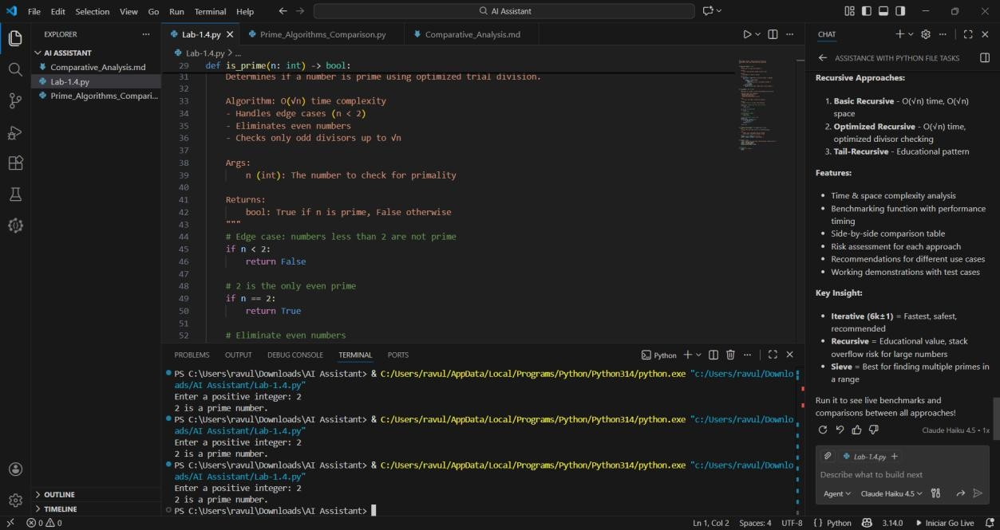 File Edit Selection View Go Run Terminal Help
AI Assistant
EXPLORER
AI ASSISTANT
Comparative_Analysis.md
Lab-1.4.py
Prime_Algorithms_Compari...
OUTLINE
TIMELINE
Lab-1.4.py
Prime_Algorithms_Comparison.py
Comparative_Analysis.md
Lab-1.4.py > ...
29 def is_prime(n: int) -> bool:
31 Determines if a number is prime using optimized trial division.
32
33 Algorithm: O(√n) time complexity
34 - Handles edge cases (n < 2)
35 - Eliminates even numbers
36 - Checks only odd divisors up to √n
37
38 Args:
39 n (int): The number to check for primality
40
41 Returns:
42 bool: True if n is prime, False otherwise
43 """
44 # Edge case: numbers less than 2 are not prime
45 if n < 2:
46 return False
47
48 # 2 is the only even prime
49 if n == 2:
50 return True
51
52 # Eliminate even numbers
PROBLEMS OUTPUT DEBUG CONSOLE TERMINAL PORTS
Python
PS C:\Users\ravul\Downloads\AI Assistant> & C:/Users/ravul/AppData/Local/Programs/Python/Python314/python.exe "c:/Users/ravul/Downlo
ads/AI Assistant/Lab-1.4.py"
Enter a positive integer: 2
2 is a prime number.
PS C:\Users\ravul\Downloads\AI Assistant> & C:/Users/ravul/AppData/Local/Programs/Python/Python314/python.exe "c:/Users/ravul/Downlo
ads/AI Assistant/Lab-1.4.py"
Enter a positive integer: 2
2 is a prime number.
PS C:\Users\ravul\Downloads\AI Assistant> & C:/Users/ravul/AppData/Local/Programs/Python/Python314/python.exe "c:/Users/ravul/Downlo
ads/AI Assistant/Lab-1.4.py"
Enter a positive integer: 2
2 is a prime number.
PS C:\Users\ravul\Downloads\AI Assistant>
CHAT
ASSISTANCE WITH PYTHON FILE TASKS
Recursive Approaches:
1. Basic Recursive - O(√n) time, O(√n)
space
2. Optimized Recursive - O(√n) time,
optimized divisor checking
3. Tail-Recursive - Educational pattern
Features:
• Time & space complexity analysis
• Benchmarking function with performance
timing
• Side-by-side comparison table
• Risk assessment for each approach
• Recommendations for different use cases
• Working demonstrations with test cases
Key Insight:
• Iterative (6k±1) = Fastest, safest,
recommended
• Recursive = Educational value, stack
overflow risk for large numbers
• Sieve = Best for finding multiple primes in
a range
Run it to see live benchmarks and
comparisons between all approaches!
Claude Haiku 4.5 • 1x
Lab-1.4.py
Describe what to build next
Agent Claude Haiku 4.5
0 0 Ln 1, Col 2 Spaces: 4 UTF-8 { } Python 3.14.0 Iniciar Go Live